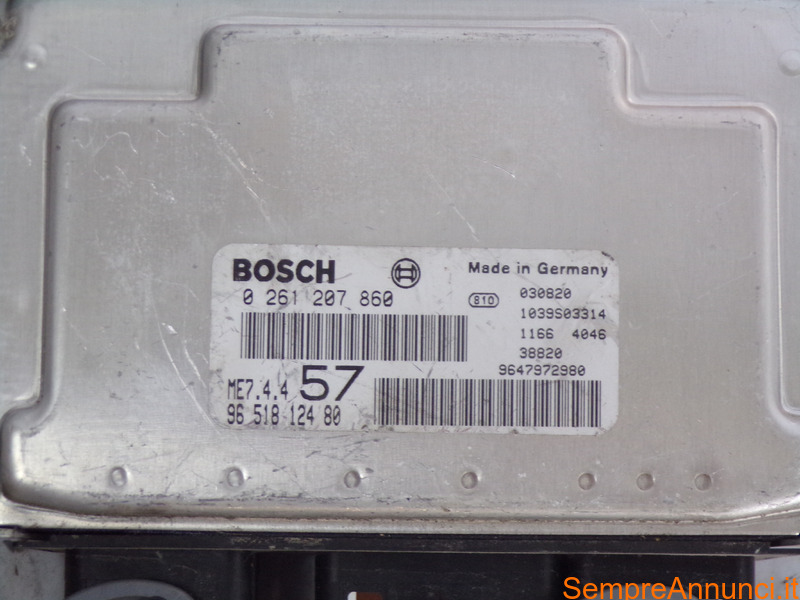 BOSCH
Made in Germany
0 261 207 860
810
030820
1039S03314
1166 4046
38820
9647972980
ME7.4.4 57
96 518 124 80
SempreAnnunci.it